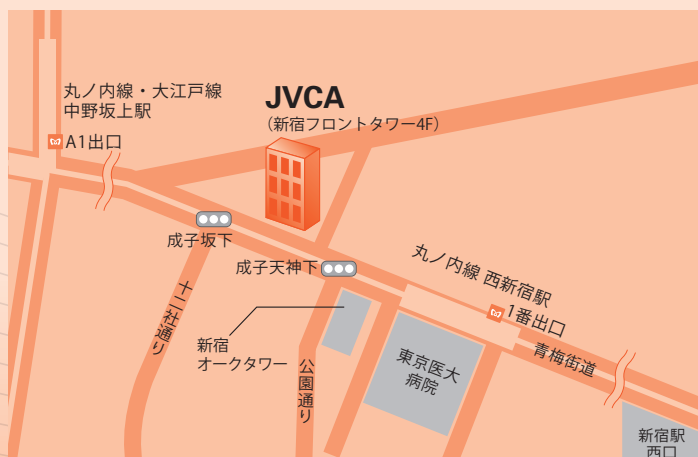 丸ノ内線・大江戸線
中野坂上駅
A1出口
JVCA
（新宿フロントタワー4F）
成子坂下
成子天神下
丸ノ内線 西新宿駅
1番出口
十二社通り
新宿
オークタワー
公園通り
東京医大
病院
青梅街道
新宿駅
西口